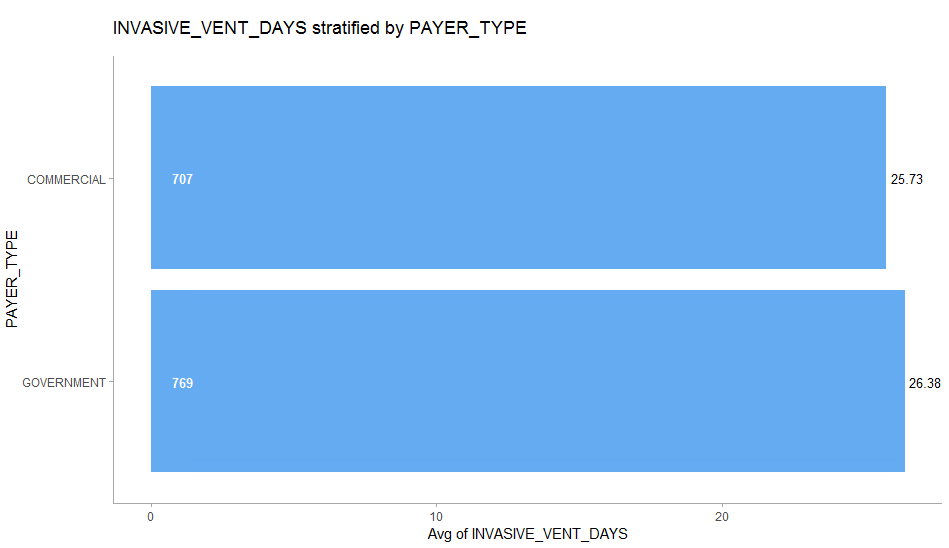 INVASIVE_VENT_DAYS stratified by PAYER_TYPE
PAYER_TYPE
COMMERCIAL
707
25.73
GOVERNMENT
769
26.38
0
10
20
Avg of INVASIVE_VENT_DAYS